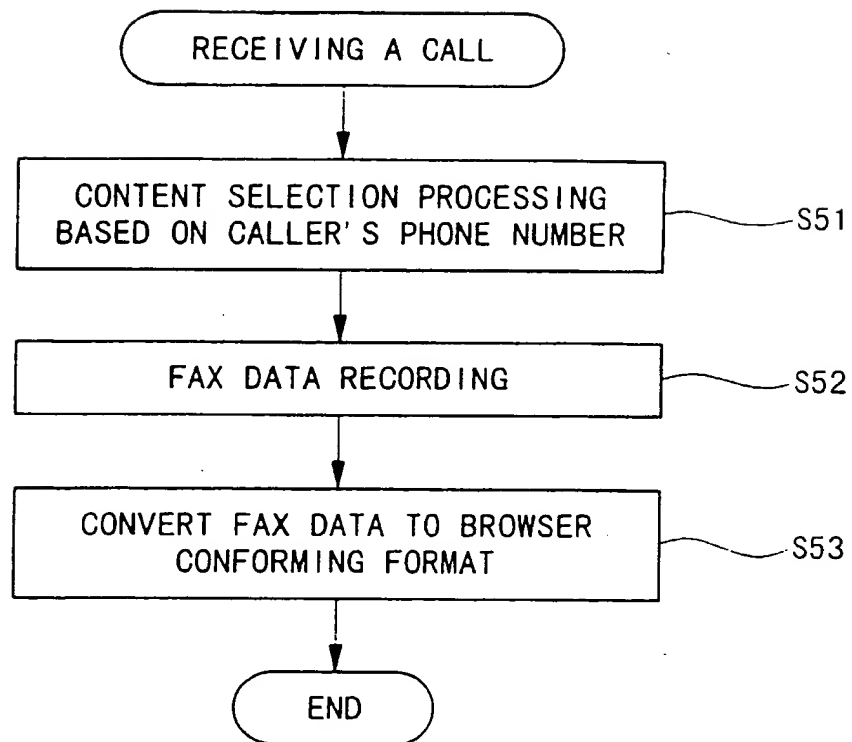 RECEIVING A CALL
CONTENT SELECTION PROCESSING
BASED ON CALLER'S PHONE NUMBER
S51
FAX DATA RECORDING
S52
CONVERT FAX DATA TO BROWSER
CONFORMING FORMAT
S53
END